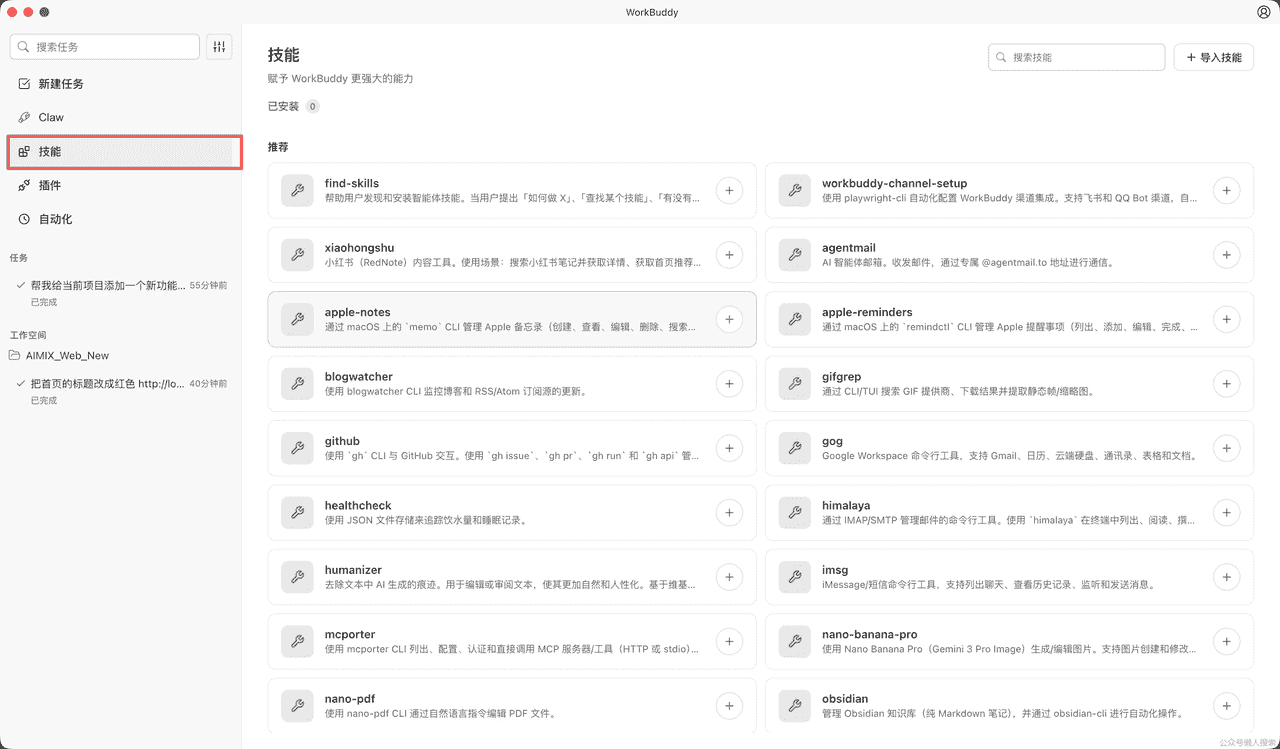 WorkBuddy
搜索任务
新建任务
Claw
技能
插件
自动化
任务
帮我给当前项目添加一个新功能... 55分钟前
已完成
工作空间
AIMIX_Web_New
把首页的标题改成红色 http://lo... 40分钟前
已完成
技能
赋予 WorkBuddy 更强大的能力
搜索技能
+ 导入技能
已安装 0
推荐
find-skills
帮助用户发现和安装智能体技能。当用户提出「如何做 X」、「查找某个技能」、「有没有...
workbuddy-channel-setup
使用 playwright-cli 自动化配置 WorkBuddy 渠道集成。支持飞书和 QQ Bot 渠道，自...
xiaohongshu
小红书（RedNote）内容工具。使用场景：搜索小红书笔记并获取详情、获取首页推荐...
agentmail
AI 智能体邮箱。收发邮件，通过专属 @agentmail.to 地址进行通信。
apple-notes
通过 macOS 上的 `memo` CLI 管理 Apple 备忘录（创建、查看、编辑、删除、搜索...
apple-reminders
通过 macOS 上的 `remindctl` CLI 管理 Apple 提醒事项（列出、添加、编辑、完成、...
blogwatcher
使用 blogwatcher CLI 监控博客和 RSS/Atom 订阅源的更新。
gifgrep
通过 CLI/TUI 搜索 GIF 提供商、下载结果并提取静态帧/缩略图。
github
使用 `gh` CLI 与 GitHub 交互。使用 `gh issue`、`gh pr`、`gh run` 和 `gh api` 管...
gog
Google Workspace 命令行工具，支持 Gmail、日历、云端硬盘、通讯录、表格和文档。
healthcheck
使用 JSON 文件存储来追踪饮水量和睡眠记录。
himalaya
通过 IMAP/SMTP 管理邮件的命令行工具。使用 `himalaya` 在终端中列出、阅读、撰...
humanizer
去除文本中 AI 生成的痕迹。用于编辑或审阅文本，使其更加自然和人性化。基于维基...
imsg
iMessage/短信命令行工具，支持列出聊天、查看历史记录、监听和发送消息。
mcporter
使用 mcporter CLI 列出、配置、认证和直接调用 MCP 服务器/工具（HTTP 或 stdio）...
nano-banana-pro
使用 Nano Banana Pro（Gemini 3 Pro Image）生成/编辑图片。支持图片创建和修改...
nano-pdf
使用 nano-pdf CLI 通过自然语言指令编辑 PDF 文件。
obsidian
管理 Obsidian 知识库（纯 Markdown 笔记），并通过 obsidian-cli 进行自动化操作。
公众号懒人搜索